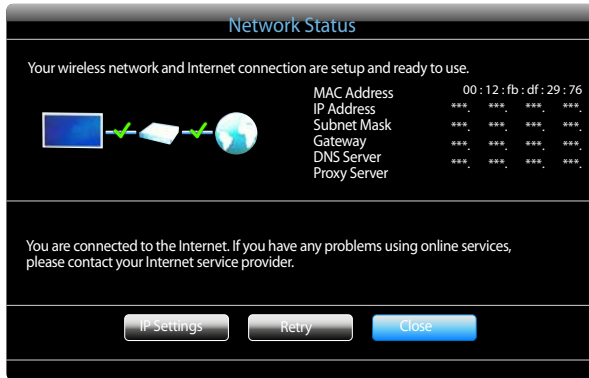 Network Status
Your wireless network and Internet connection are setup and ready to use.
MAC Address 00 : 12 : fb : df : 29 : 76
IP Address ***. ***. ***. ***.
Subnet Mask ***. ***. ***. ***.
Gateway ***. ***. ***. ***.
DNS Server ***. ***. ***. ***.
Proxy Server
You are connected to the Internet. If you have any problems using online services,
please contact your Internet service provider.
IP Settings Retry Close